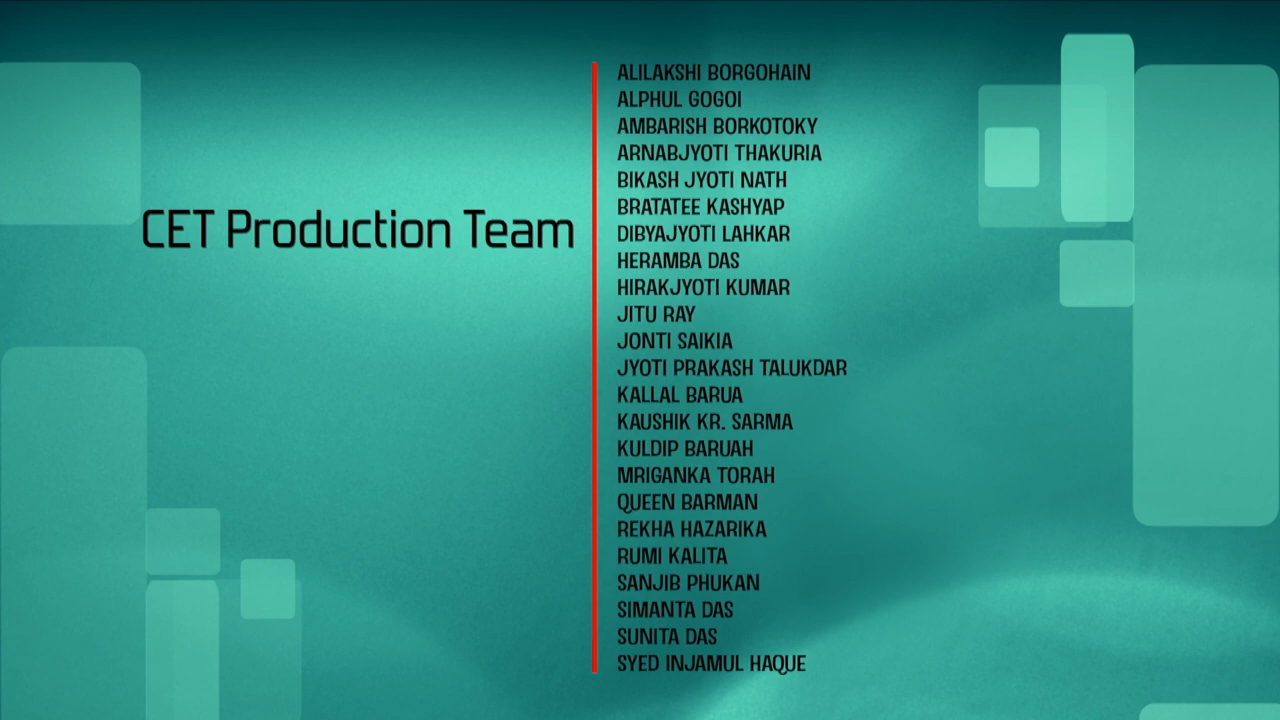 CET Production Team
ALILAKSHI BORGOHAIN
ALPHUL GOGOI
AMBARISH BORKOTOKY
ARNABJYOTI THAKURIA
BIKASH JYOTI NATH
BRATATEE KASHYAP
DIBYAJYOTI LAHKAR
HERAMBA DAS
HIRAKJYOTI KUMAR
JITU RAY
JONTI SAIKIA
JYOTI PRAKASH TALUKDAR
KALLAL BARUA
KAUSHIK KR. SARMA
KULDIP BARUAH
MRIGANKA TORAH
QUEEN BARMAN
REKHA HAZARIKA
RUMI KALITA
SANJIB PHUKAN
SIMANTA DAS
SUNITA DAS
SYED INJAMUL HAQUE